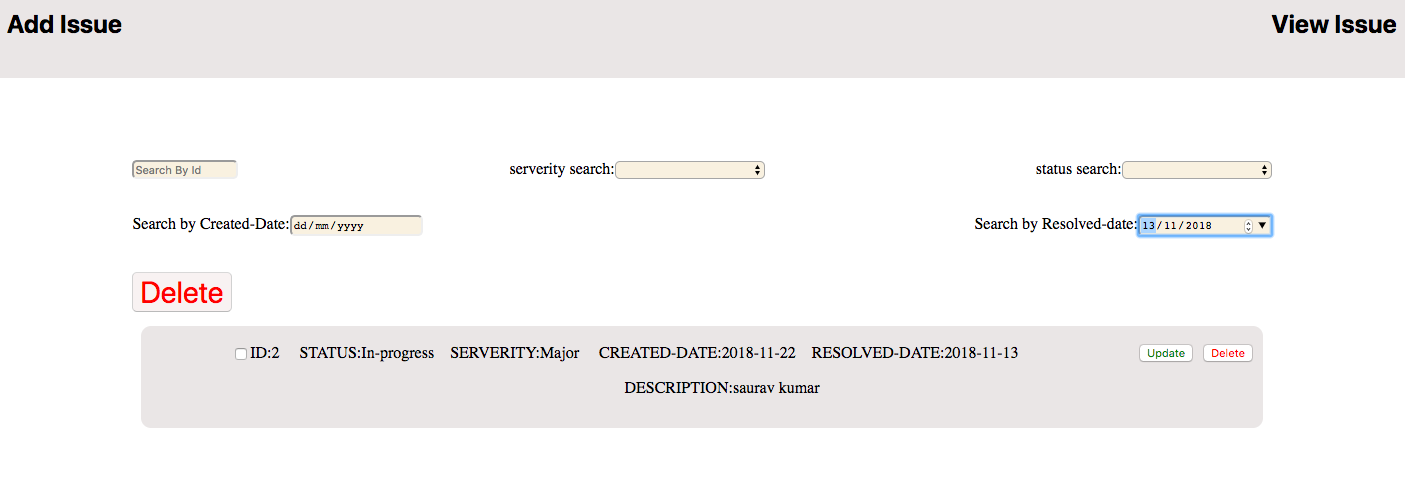 Add Issue View Issue
Search By Id serverity search: status search:
Search by Created-Date: dd/mm/yyyy Search by Resolved-date: 13/11/2018
Delete
ID:2 STATUS:In-progress SERVERITY:Major CREATED-DATE:2018-11-22 RESOLVED-DATE:2018-11-13 Update Delete
DESCRIPTION:saurav kumar